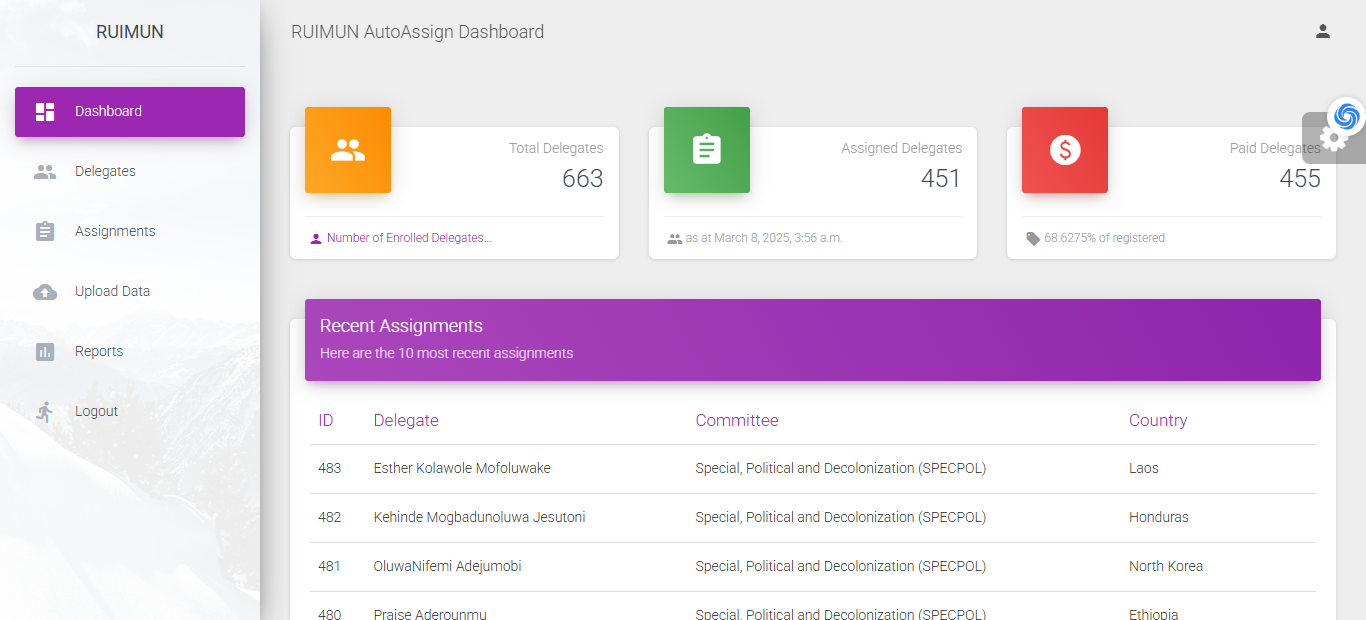 RUIMUN
RUIMUN AutoAssign Dashboard
Dashboard
Delegates
Assignments
Upload Data
Reports
Logout
Total Delegates
663
Number of Enrolled Delegates...
Assigned Delegates
451
as at March 8, 2025, 3:56 a.m.
Paid Delegates
455
68.6275% of registered
Recent Assignments
Here are the 10 most recent assignments
ID Delegate Committee Country
483 Esther Kolawole Mofoluwake Special, Political and Decolonization (SPECPOL) Laos
482 Kehinde Mogbadunoluwa Jesutoni Special, Political and Decolonization (SPECPOL) Honduras
481 OluwaNifemi Adejumobi Special, Political and Decolonization (SPECPOL) North Korea
480 Praise Aderounmu Special, Political and Decolonization (SPECPOL) Ethiopia